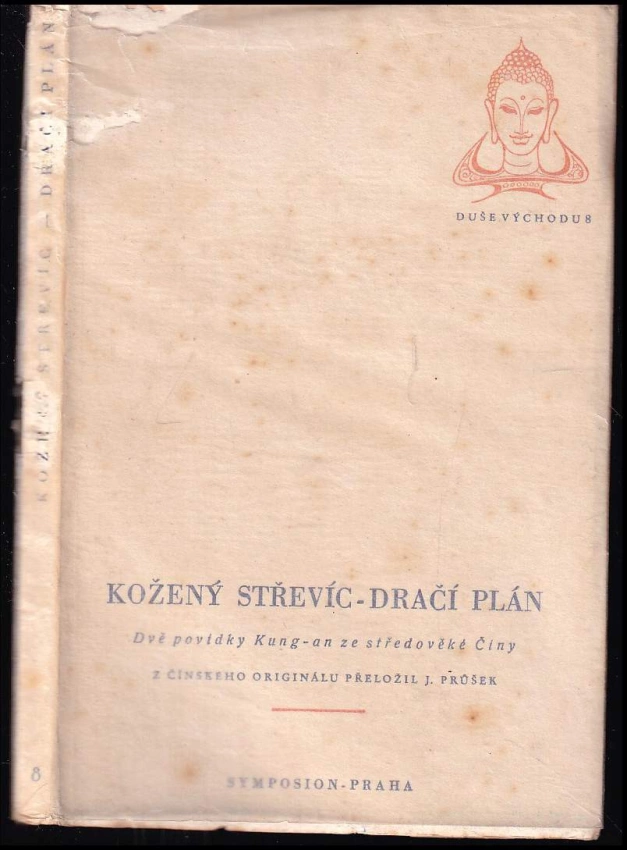 DUŠE VÝCHODU 8
KOŽENÝ STŘEVÍC - DRAČÍ PLÁN
KOŽENÝ STŘEVÍC-DRAČÍ PLÁN
Dvě povídky Kung-an ze středověké Číny
Z ČÍNSKÉHO ORIGINÁLU PŘELOŽIL J. PRŮŠEK
8
SYMPOSION-PRAHA